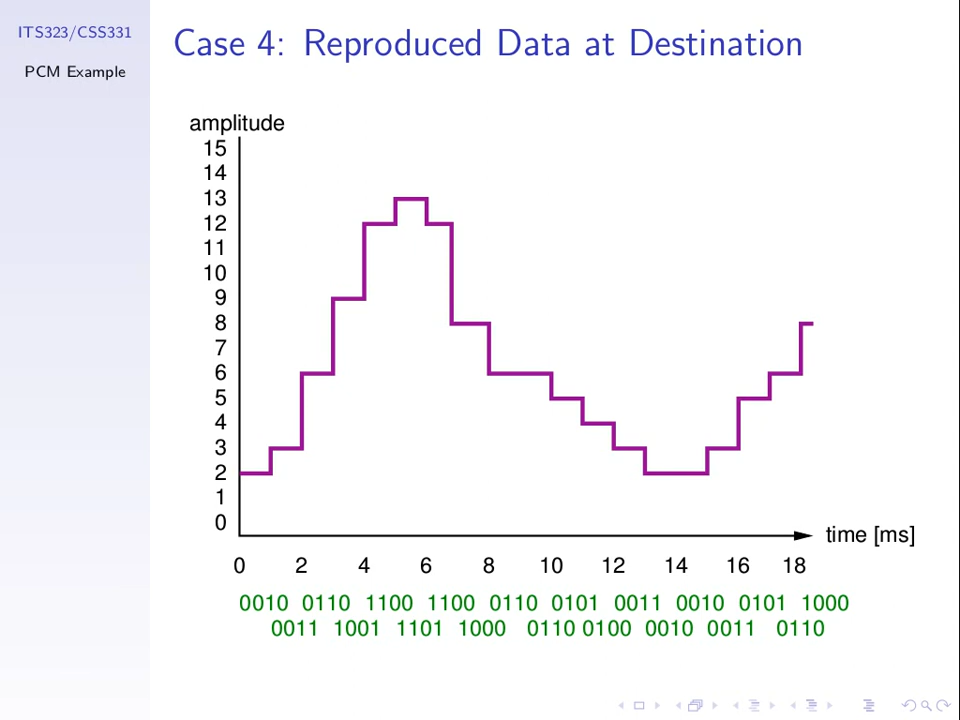 ITS323/CSS331
PCM Example
Case 4: Reproduced Data at Destination
amplitude
15
14
13
12
11
10
9
8
7
6
5
4
3
2
1
0
time [ms]
0 2 4 6 8 10 12 14 16 18
0010 0110 1100 1100 0110 0101 0011 0010 0101 1000
0011 1001 1101 1000 0110 0100 0010 0011 0110